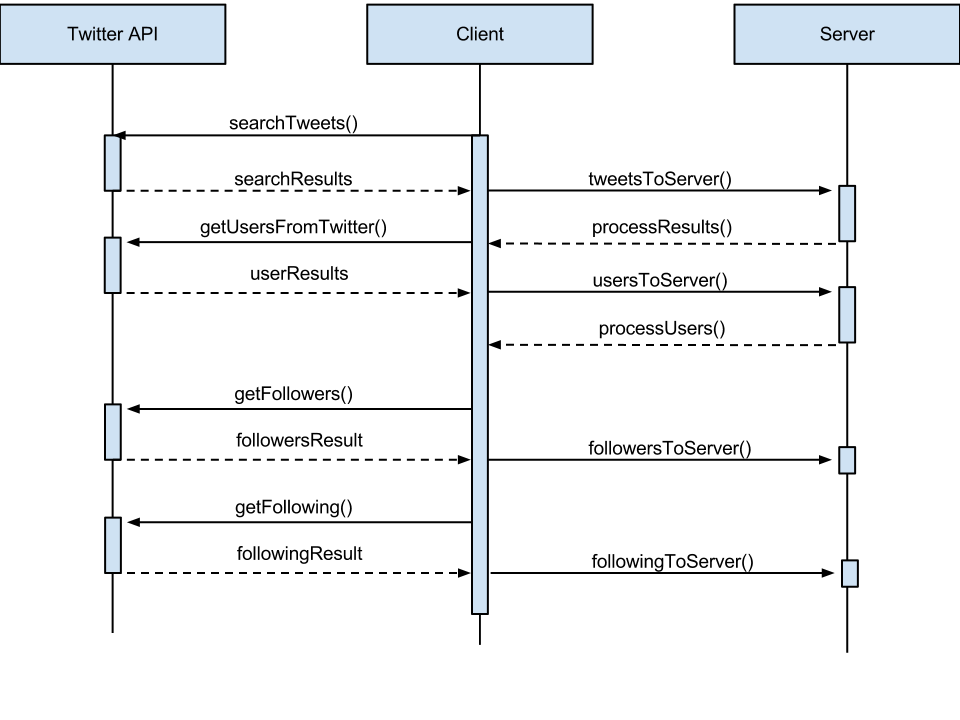 Twitter API
Client
Server
searchTweets()
searchResults
tweetsToServer()
getUsersFromTwitter()
processResults()
userResults
usersToServer()
processUsers()
getFollowers()
followersResult
followersToServer()
getFollowing()
followingResult
followingToServer()